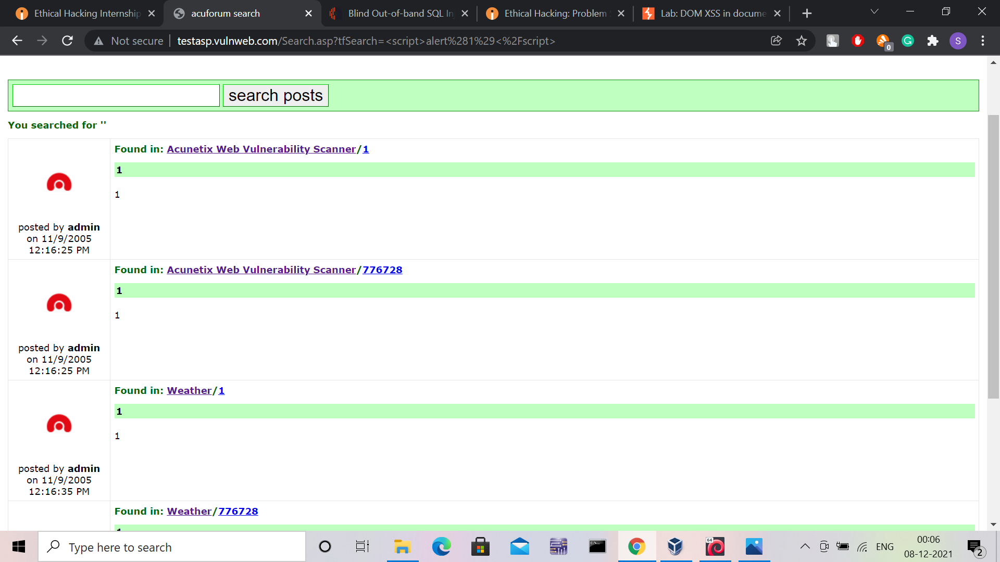 Ethical Hacking Internship
acuforum search
Blind Out-of-band SQL In
Ethical Hacking: Problem
Lab: DOM XSS in docume
Not secure
testasp.vulnweb.com/Search.asp?tfSearch=<script>alert%281%29<%2Fscript>
0
S
search posts
You searched for ''
Found in: Acunetix Web Vulnerability Scanner/1
1
1
posted by admin
on 11/9/2005
12:16:25 PM
Found in: Acunetix Web Vulnerability Scanner/776728
1
1
posted by admin
on 11/9/2005
12:16:25 PM
Found in: Weather/1
1
1
posted by admin
on 11/9/2005
12:16:35 PM
Found in: Weather/776728
Type here to search
64
ENG
00:06
08-12-2021
2